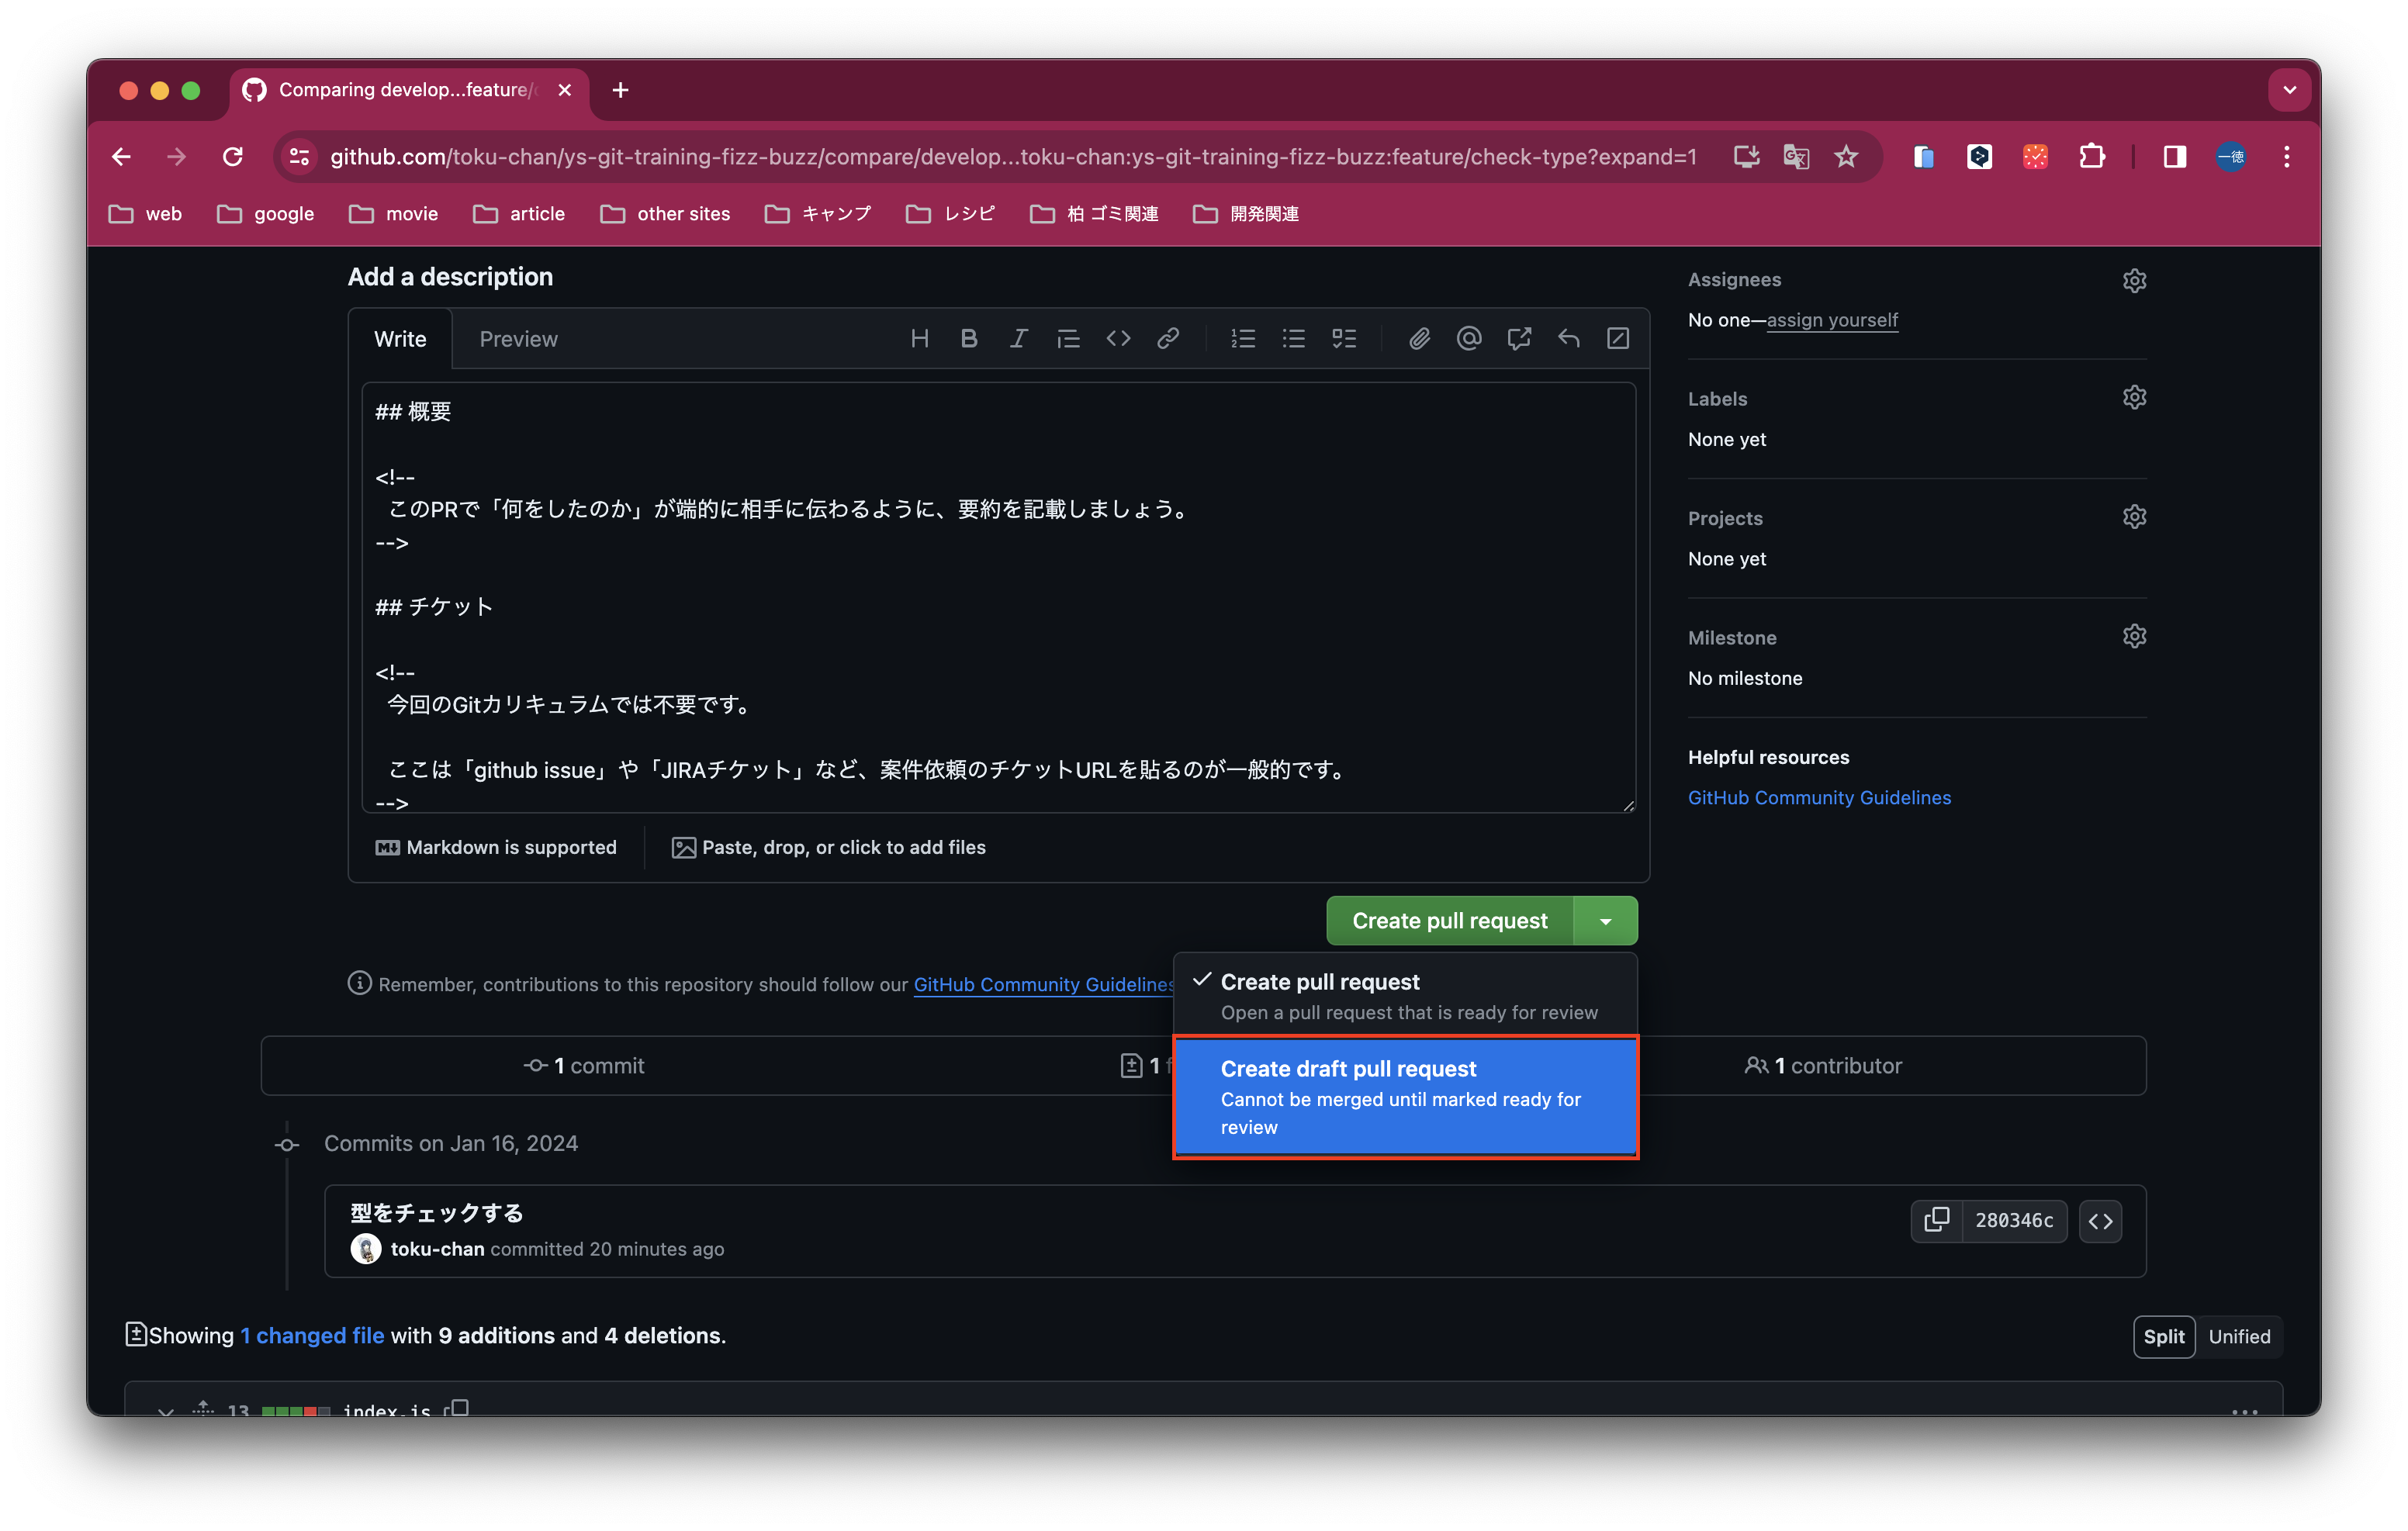 Comparing develop...feature/
github.com/toku-chan/ys-git-training-fizz-buzz/compare/develop...toku-chan:ys-git-training-fizz-buzz:feature/check-type?expand=1
一徳
web
google
movie
article
other sites
キャンプ
レシピ
柏 ゴミ関連
開発関連
Add a description
Write
Preview
## 概要
<!--
このPRで「何をしたのか」が端的に相手に伝わるように、要約を記載しましょう。
-->
## チケット
<!--
今回のGitカリキュラムでは不要です。
ここは「github issue」や「JIRAチケット」など、案件依頼のチケットURLを貼るのが一般的です。
-->
Markdown is supported
Paste, drop, or click to add files
Assignees
No one—assign yourself
Labels
None yet
Projects
None yet
Milestone
No milestone
Helpful resources
GitHub Community Guidelines
Create pull request
Remember, contributions to this repository should follow our GitHub Community Guidelines
Create pull request
Open a pull request that is ready for review
Create draft pull request
Cannot be merged until marked ready for
review
1 commit
1 f
1 contributor
Commits on Jan 16, 2024
型をチェックする
toku-chan committed 20 minutes ago
280346c
Showing 1 changed file with 9 additions and 4 deletions.
Split
Unified
13
index.js